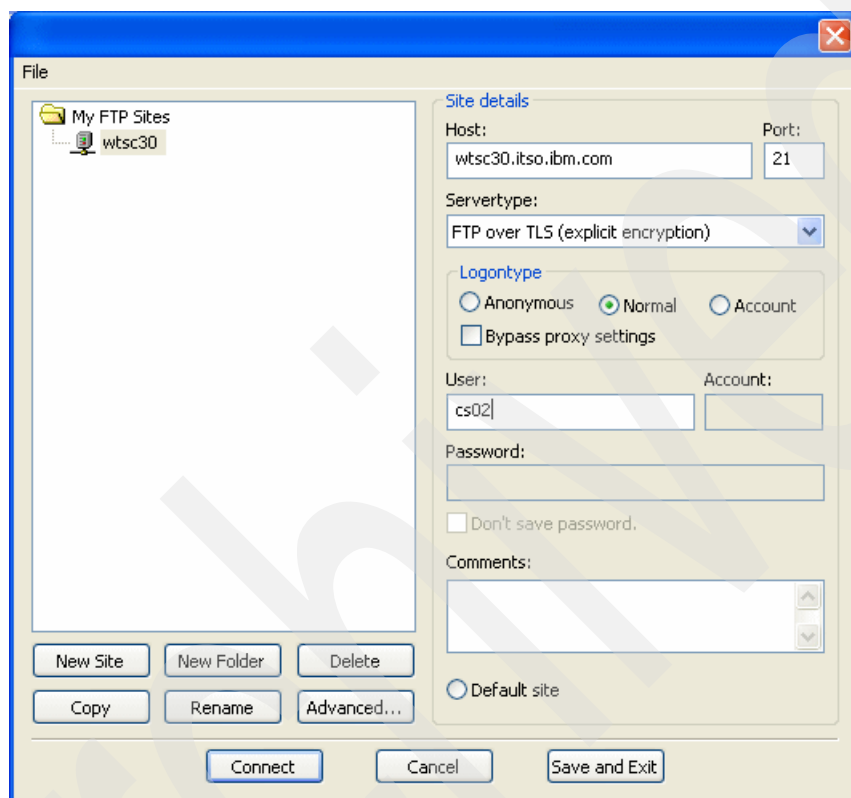 File
My FTP Sites
wtsc30
New Site New Folder Delete
Copy Rename Advanced...
Site details
Host: Port:
wtsc30.itso.ibm.com 21
Servertype:
FTP over TLS (explicit encryption)
Logontype
Anonymous Normal Account
Bypass proxy settings
User: Account:
cs02
Password:
Don't save password.
Comments:
Default site
Connect Cancel Save and Exit